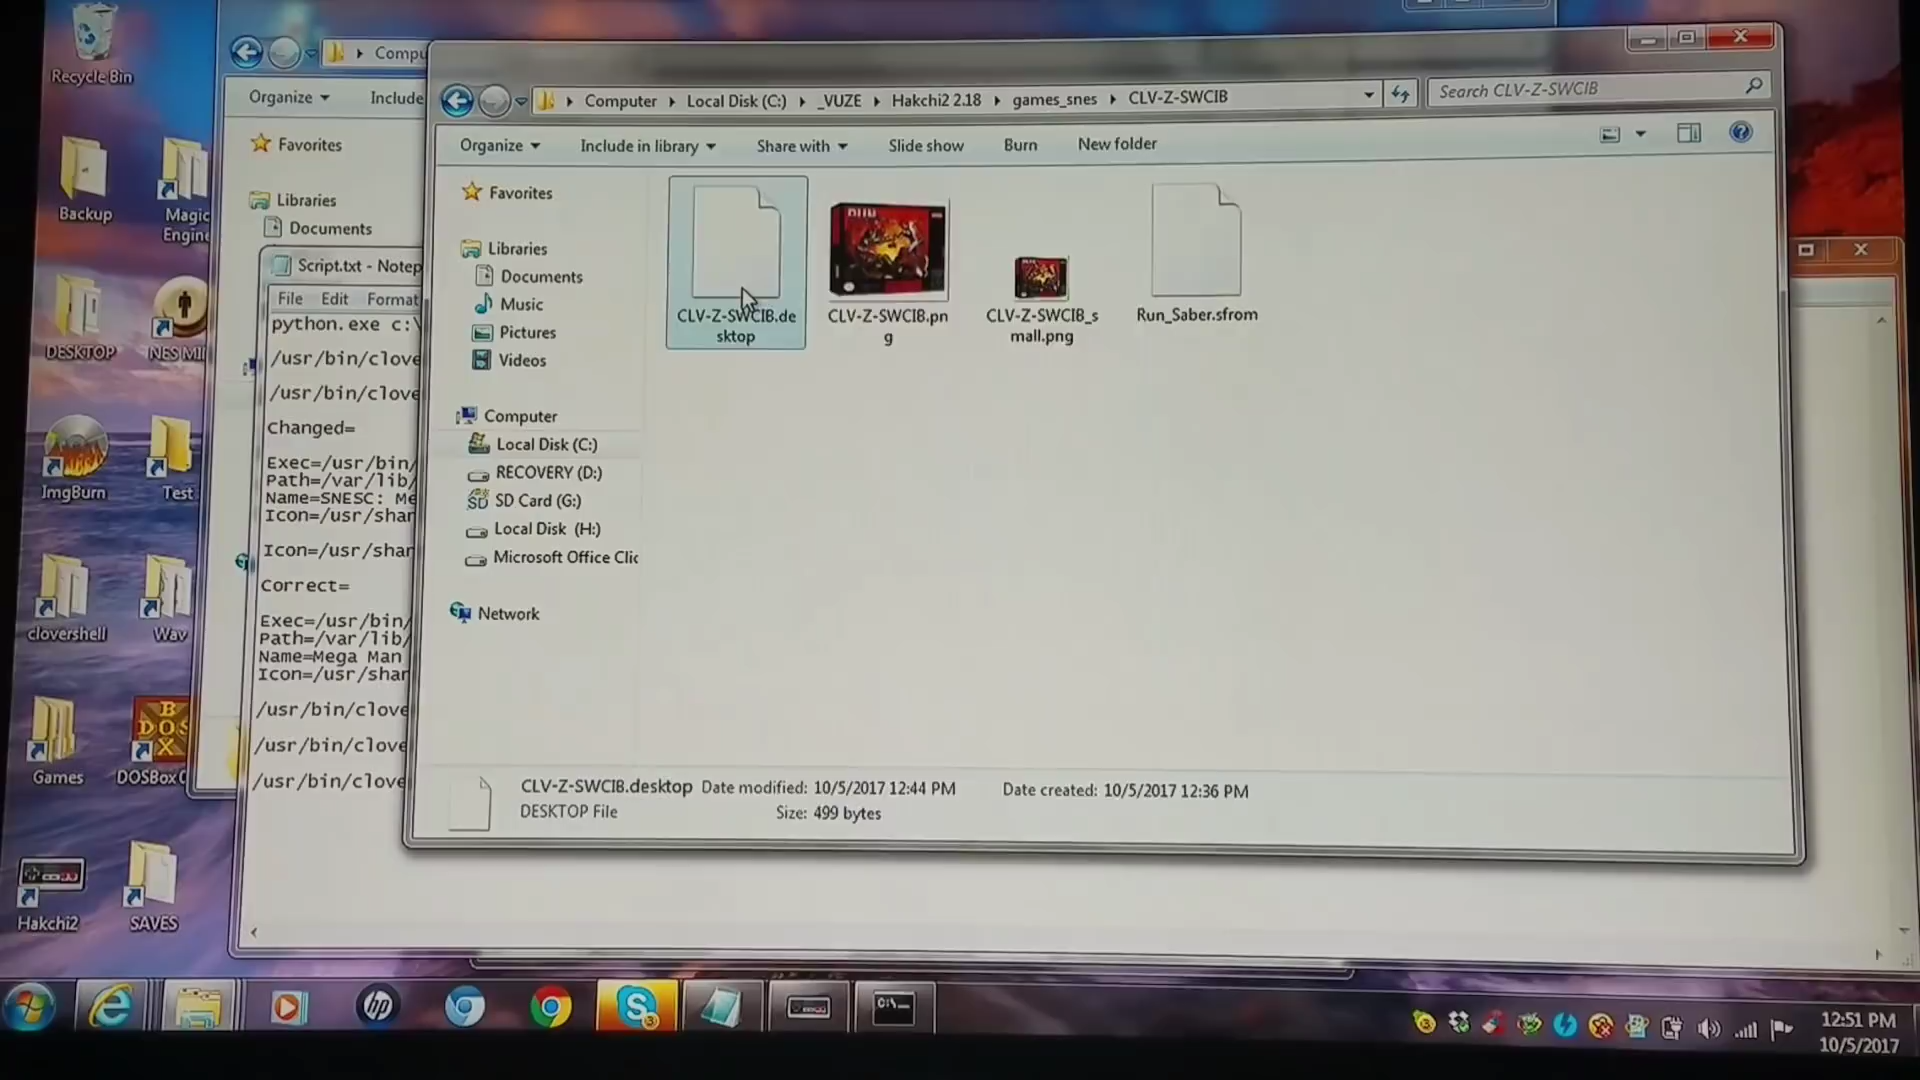 Recycle Bin
Backup
Magic
Engine
DESKTOP
NES MI
ImgBurn
Test
clovershell
Wav
Games
DOSBox
Hakchi2
SAVES
Compu
Organize
Include
Favorites
Libraries
Documents
Script.txt - Notep
File Edit Format
python.exe c:\
/usr/bin/clove
/usr/bin/clove
Changed=
Exec=/usr/bin/
Path=/var/lib/
Name=SNESC: Me
Icon=/usr/shar
Icon=/usr/shar
Correct=
Exec=/usr/bin/
Path=/var/lib/
Name=Mega Man
Icon=/usr/shar
/usr/bin/clove
/usr/bin/clove
/usr/bin/clove
Computer Local Disk (C:) _VUZE Hakchi2 2.18 games_snes CLV-Z-SWCIB
Search CLV-Z-SWCIB
Organize Include in library Share with Slide show Burn New folder
Favorites
Libraries
Documents
Music
Pictures
Videos
Computer
Local Disk (C:)
RECOVERY (D:)
SD Card (G:)
Local Disk (H:)
Microsoft Office Clic
Network
CLV-Z-SWCIB.de
sktop
RUN
CLV-Z-SWCIB.pn
g
CLV-Z-SWCIB_s
mall.png
Run_Saber.sfrom
CLV-Z-SWCIB.desktop Date modified: 10/5/2017 12:44 PM Date created: 10/5/2017 12:36 PM
DESKTOP File Size: 499 bytes
hp
C:\
12:51 PM
10/5/2017